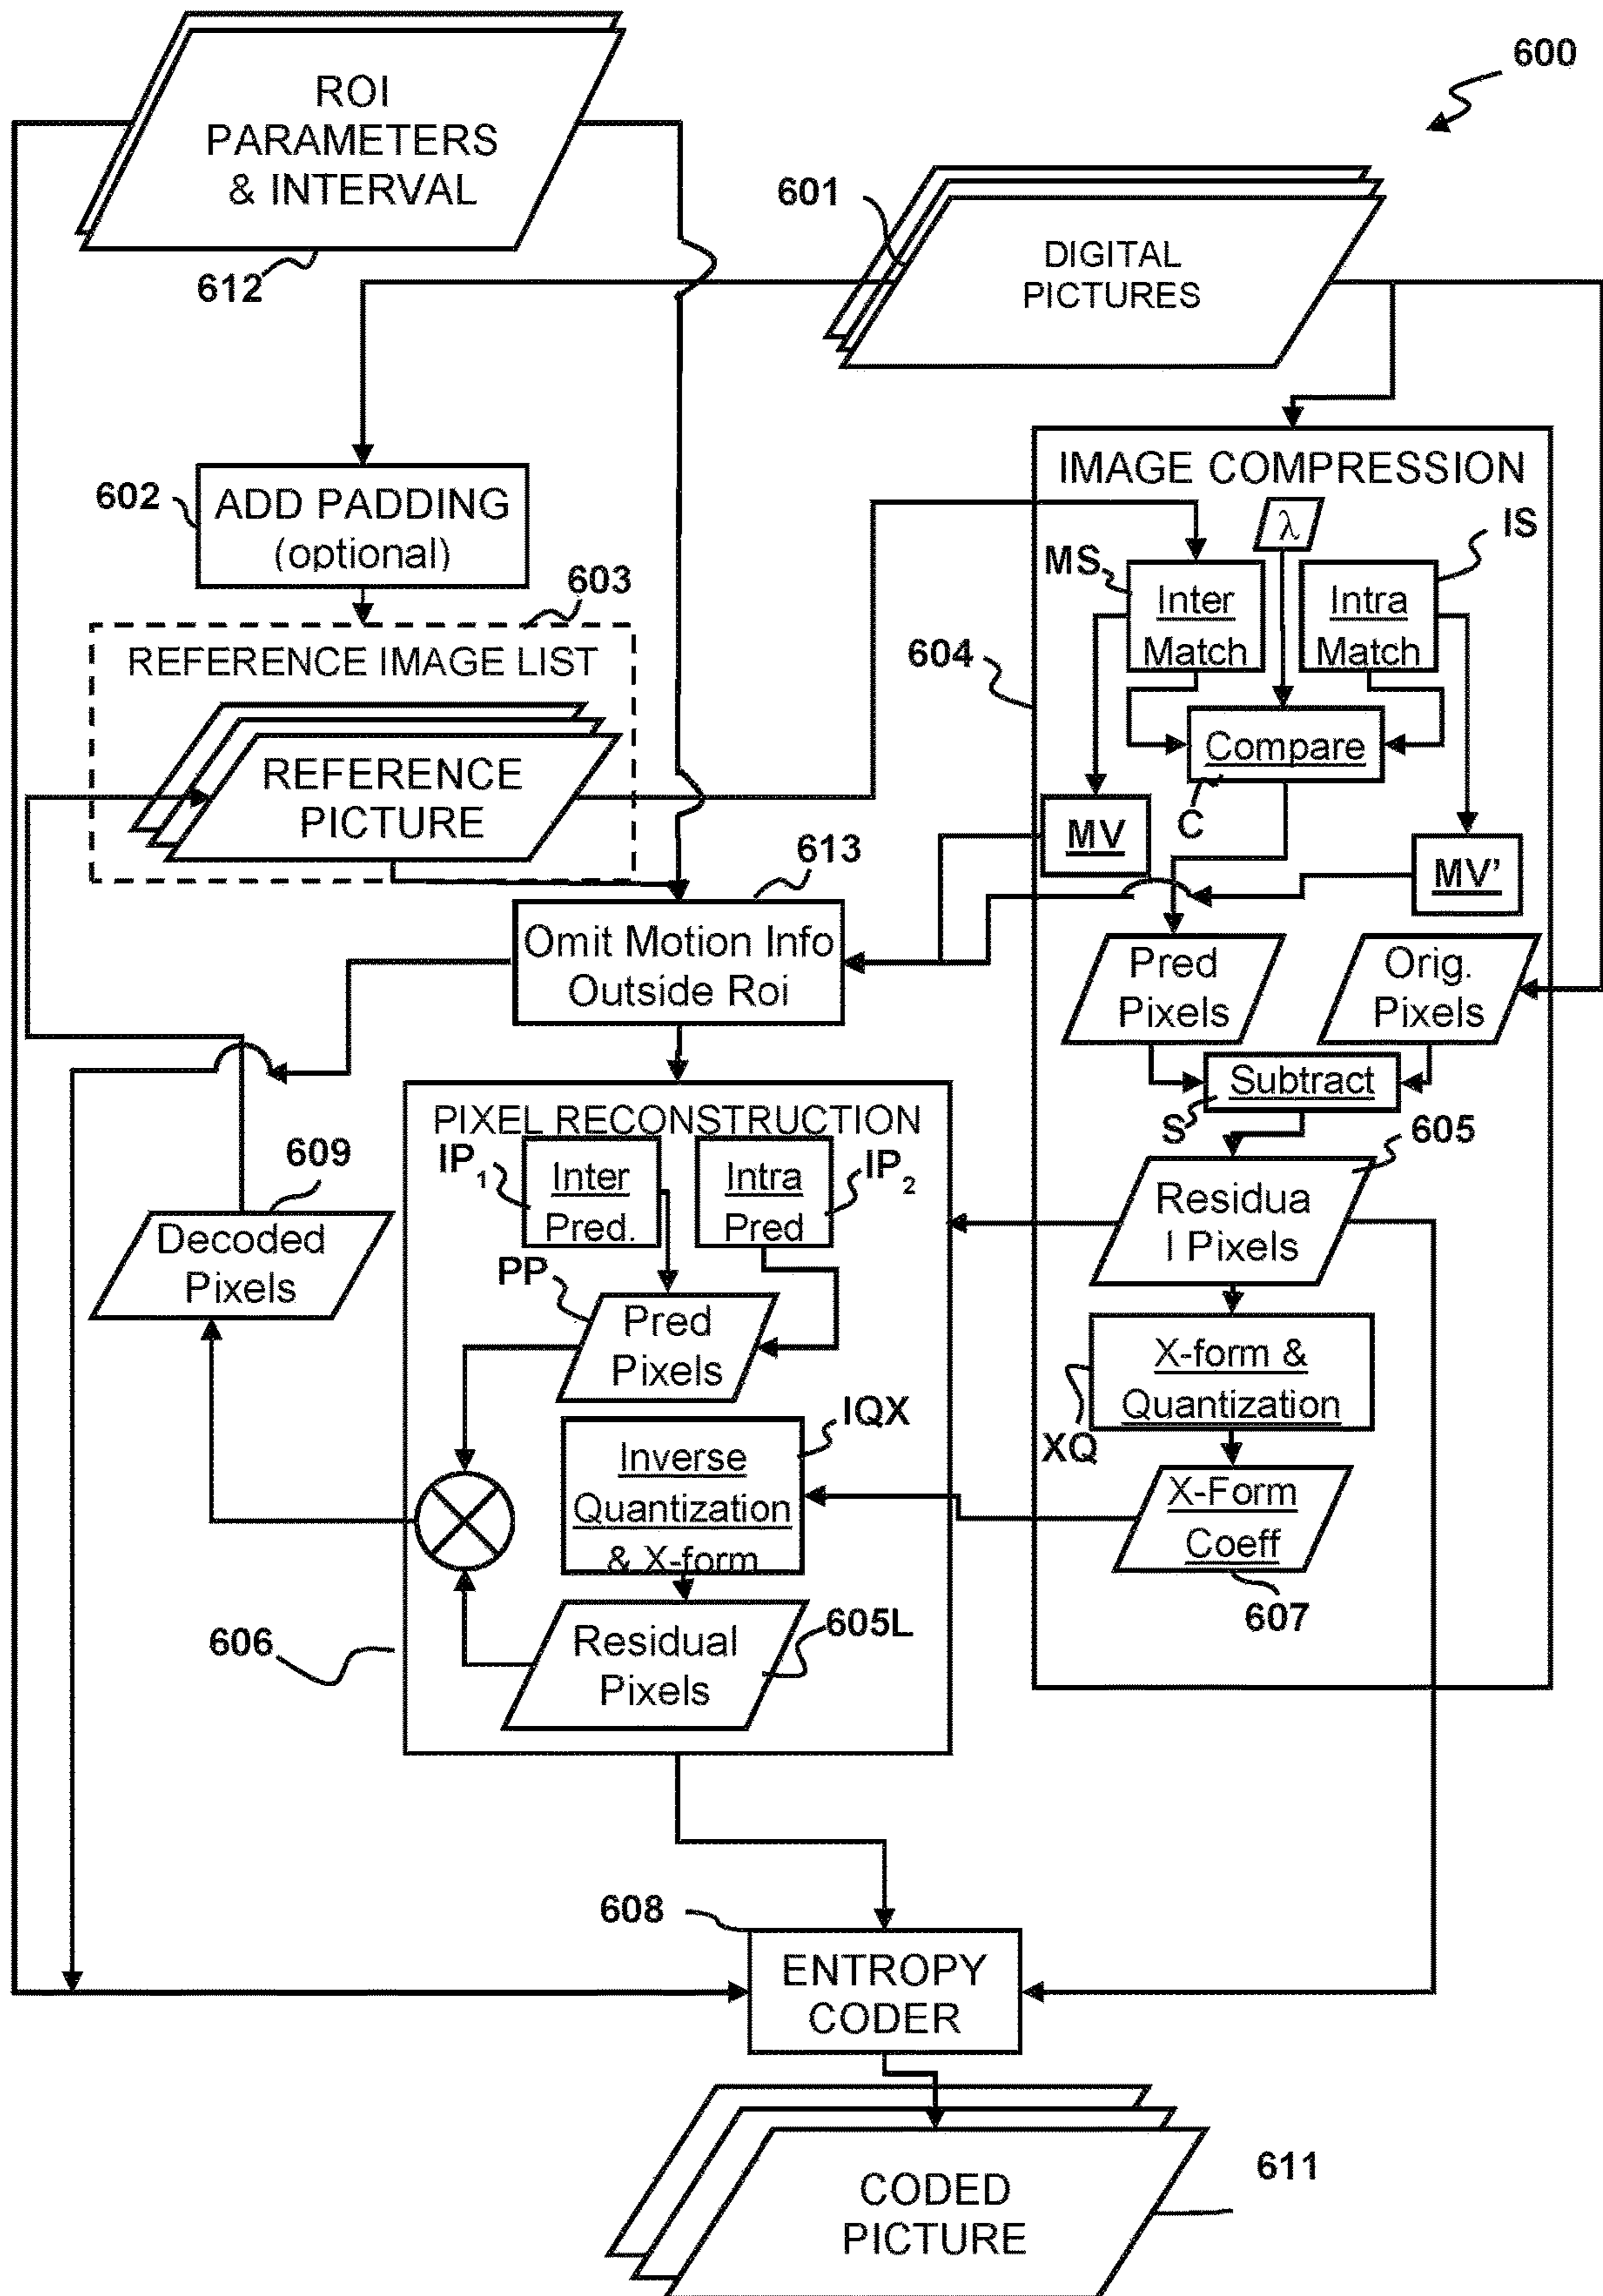 600
ROI
PARAMETERS
& INTERVAL
612
601
DIGITAL
PICTURES
602
ADD PADDING
(optional)
603
REFERENCE IMAGE LIST
REFERENCE
PICTURE
IMAGE COMPRESSION
λ
IS
MS
Inter
Match
Intra
Match
604
Compare
C
MV
MV'
613
Omit Motion Info
Outside Roi
Pred
Pixels
Orig.
Pixels
Subtract
S
605
Residua
l Pixels
PIXEL RECONSTRUCTION
IP1
Inter
Pred.
Intra
Pred
IP2
609
Decoded
Pixels
PP
Pred
Pixels
X-form &
Quantization
XQ
IQX
Inverse
Quantization
& X-form
X-Form
Coeff
607
606
Residual
Pixels
605L
608
ENTROPY
CODER
611
CODED
PICTURE